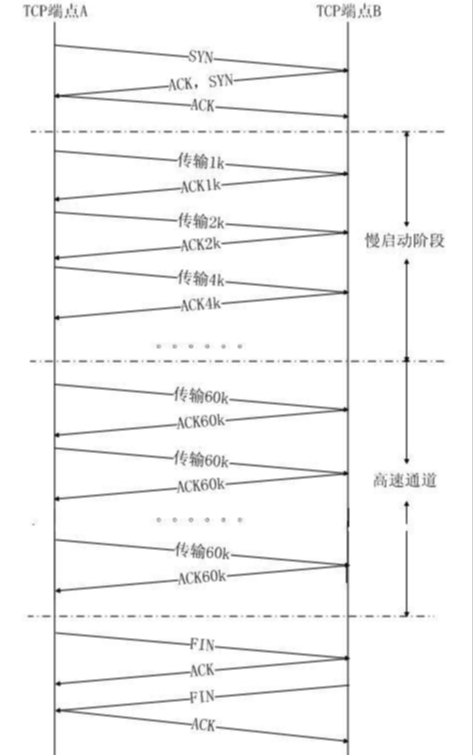 TCP端点A
TCP端点B
SYN
ACK, SYN
ACK
传输1k
ACK1k
传输2k
ACK2k
慢启动阶段
传输4k
ACK4k
。。。。。。
传输60k
ACK60k
传输60k
ACK60k
高速通道
。。。。。。
传输60k
ACK60k
FIN
ACK
FIN
ACK